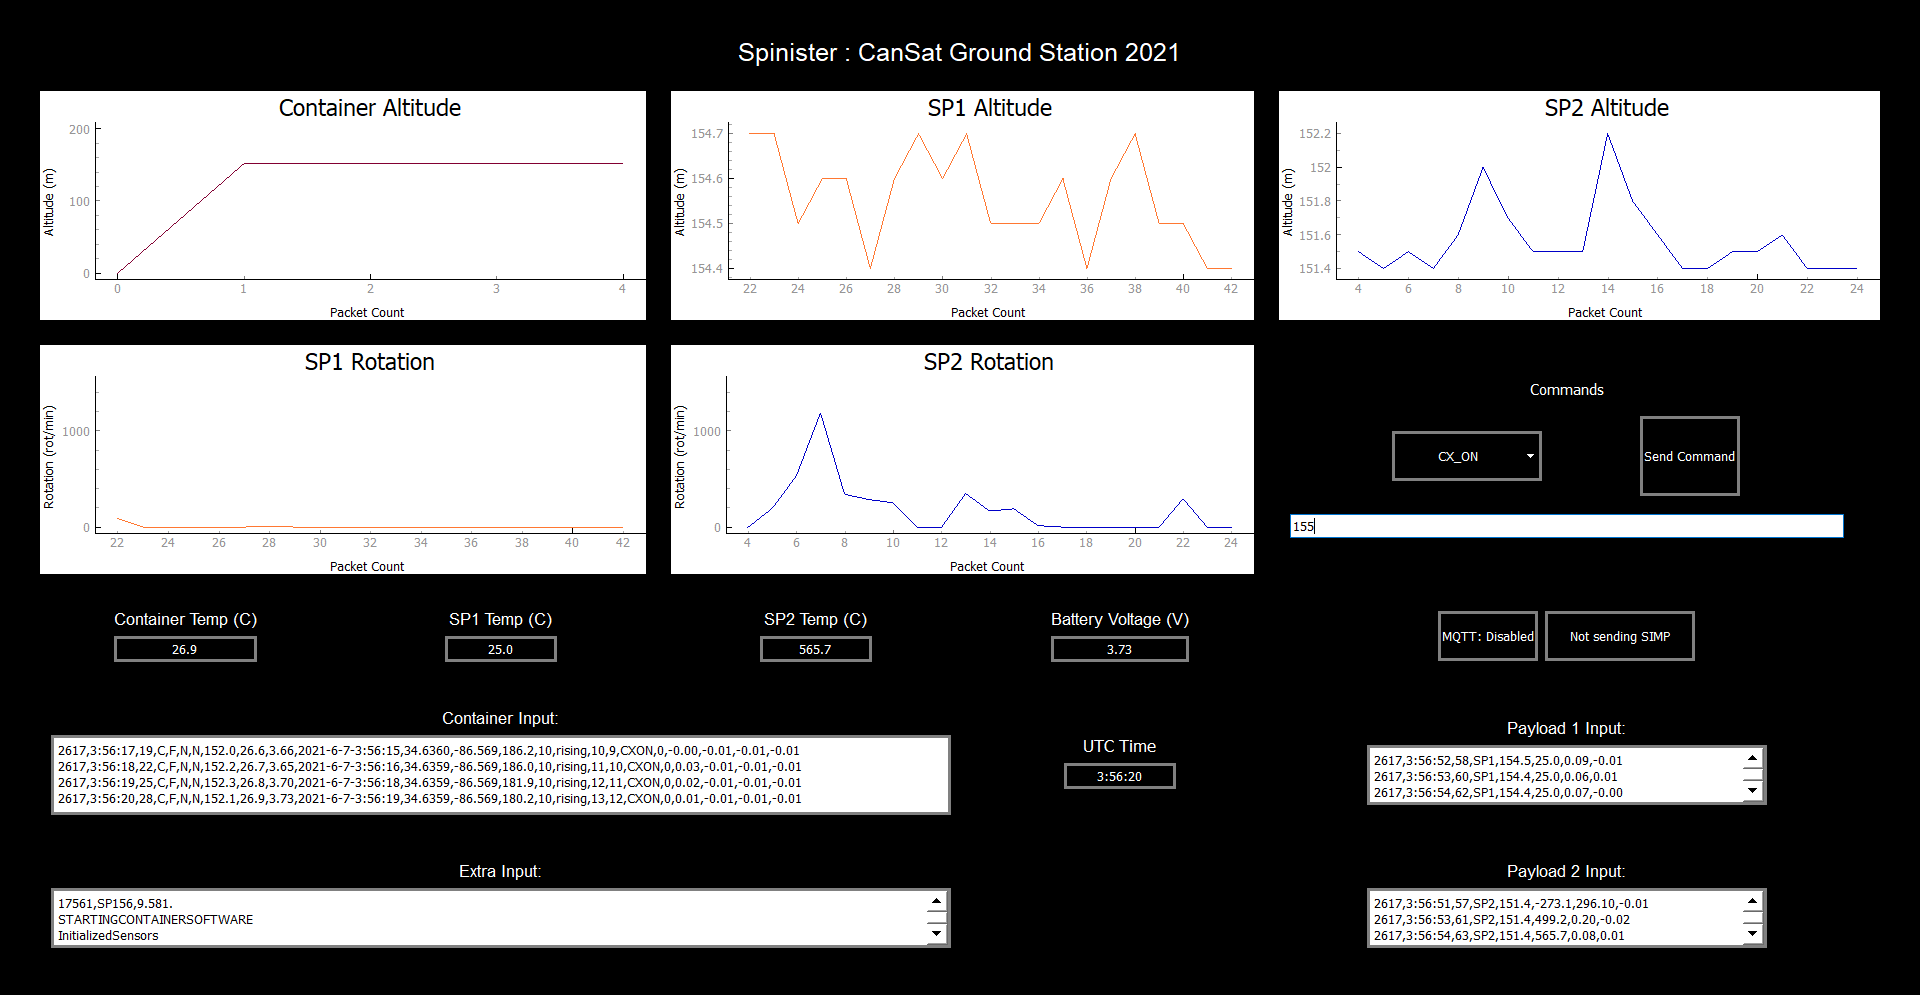 Spinister : CanSat Ground Station 2021
Container Altitude
200
100
0
Altitude (m)
0 1 2 3 4
Packet Count
SP1 Altitude
154.7
154.6
154.5
154.4
Altitude (m)
22 24 26 28 30 32 34 36 38 40 42
Packet Count
SP2 Altitude
152.2
152
151.8
151.6
151.4
Altitude (m)
4 6 8 10 12 14 16 18 20 22 24
Packet Count
SP1 Rotation
1000
0
Rotation (rot/min)
22 24 26 28 30 32 34 36 38 40 42
Packet Count
SP2 Rotation
1000
0
Rotation (rot/min)
4 6 8 10 12 14 16 18 20 22 24
Packet Count
Commands
CX_ON
Send Command
155
Container Temp (C)
26.9
SP1 Temp (C)
25.0
SP2 Temp (C)
565.7
Battery Voltage (V)
3.73
MQTT: Disabled
Not sending SIMP
Container Input:
2617,3:56:17,19,C,F,N,N,152.0,26.6,3.66,2021-6-7-3:56:15,34.6360,-86.569,186.2,10,rising,10,9,CXON,0,-0.00,-0.01,-0.01,-0.01
2617,3:56:18,22,C,F,N,N,152.2,26.7,3.65,2021-6-7-3:56:16,34.6359,-86.569,186.0,10,rising,11,10,CXON,0,0.03,-0.01,-0.01,-0.01
2617,3:56:19,25,C,F,N,N,152.3,26.8,3.70,2021-6-7-3:56:18,34.6359,-86.569,181.9,10,rising,12,11,CXON,0,0.02,-0.01,-0.01,-0.01
2617,3:56:20,28,C,F,N,N,152.1,26.9,3.73,2021-6-7-3:56:19,34.6359,-86.569,180.2,10,rising,13,12,CXON,0,0.01,-0.01,-0.01,-0.01
UTC Time
3:56:20
Payload 1 Input:
2617,3:56:52,58,SP1,154.5,25.0,0.09,-0.01
2617,3:56:53,60,SP1,154.4,25.0,0.06,0.01
2617,3:56:54,62,SP1,154.4,25.0,0.07,-0.00
Extra Input:
17561,SP156,9.581.
STARTINGCONTAINERSOFTWARE
InitializedSensors
Payload 2 Input:
2617,3:56:51,57,SP2,151.4,-273.1,296.10,-0.01
2617,3:56:53,61,SP2,151.4,499.2,0.20,-0.02
2617,3:56:54,63,SP2,151.4,565.7,0.08,0.01